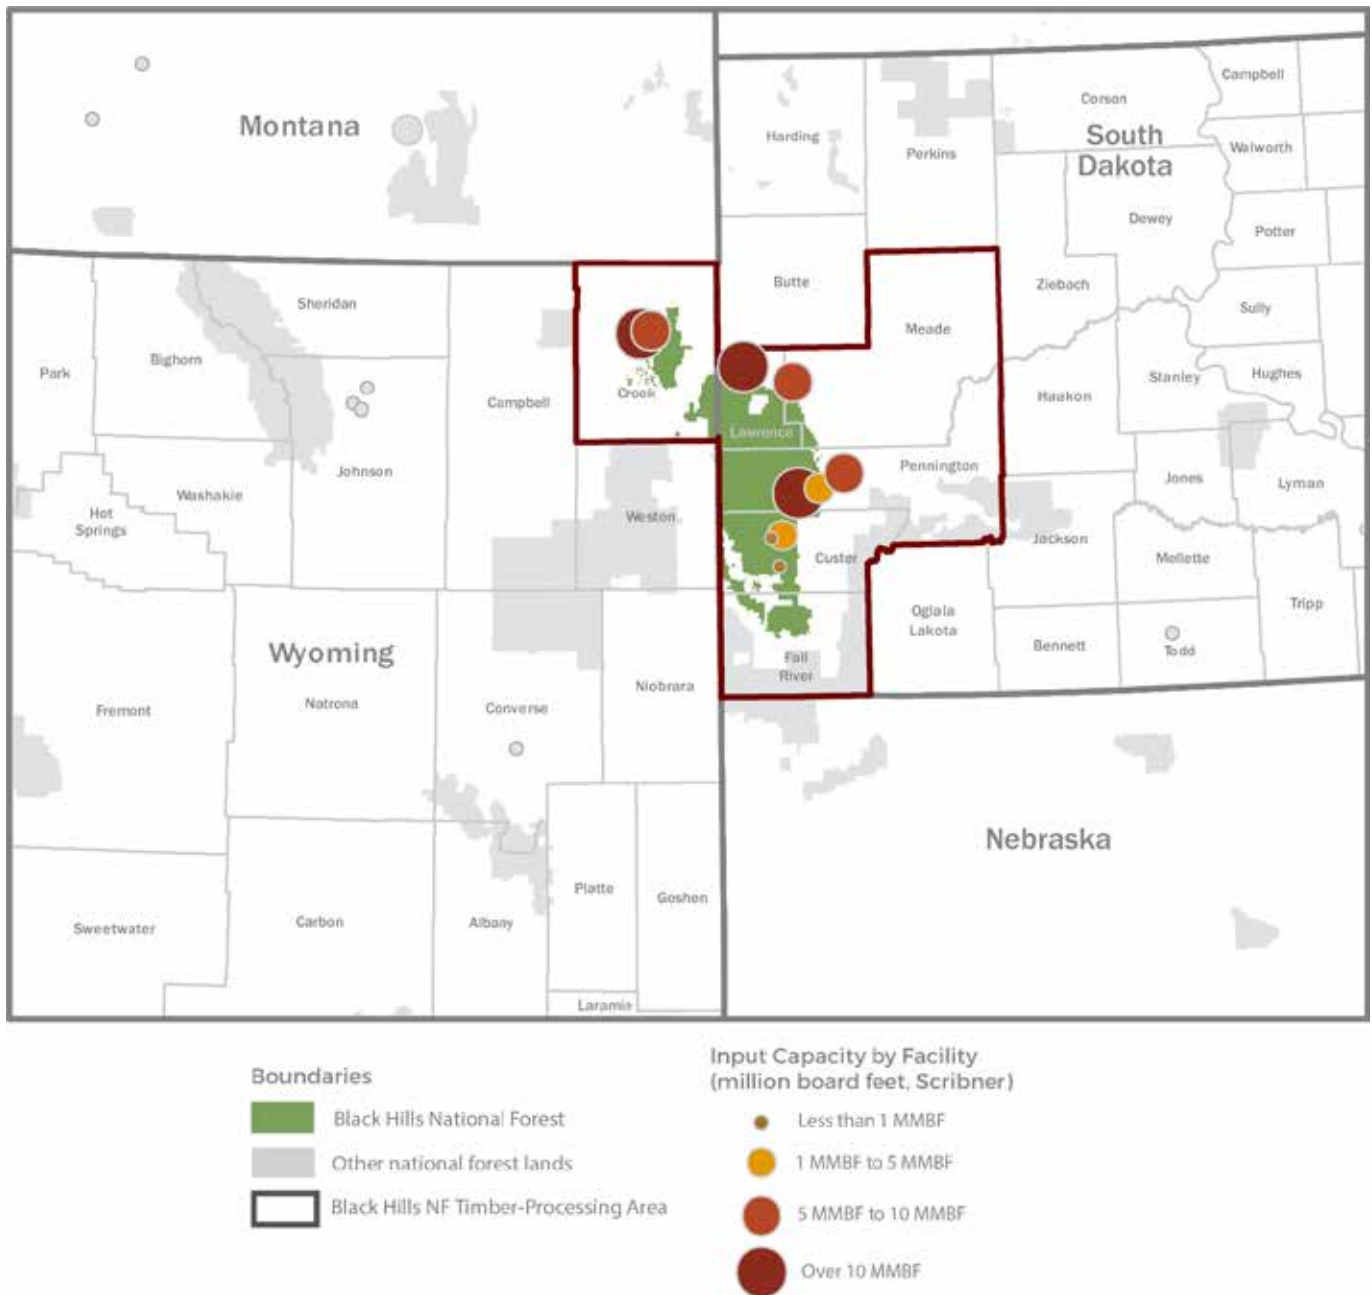 Montana
South
Dakota
Campbell
Corson
Harding
Perkins
Walworth
Dewey
Potter
Butte
Ziebach
Sheridan
Meade
Sully
Bighorn
Park
Campbell
Crook
Stanley
Hughes
Haakon
Lawrence
Johnson
Pennington
Washakie
Jones
Lyman
Hot
Springs
Weston
Jackson
Custer
Mellette
Oglala
Lakota
Tripp
Bennett
Todd
Wyoming
Fall
River
Niobrara
Fremont
Natrona
Converse
Nebraska
Platte
Goshen
Sweetwater
Carbon
Albany
Laramie
Boundaries
Black Hills National Forest
Other national forest lands
Black Hills NF Timber-Processing Area
Input Capacity by Facility
(million board feet, Scribner)
Less than 1 MMBF
1 MMBF to 5 MMBF
5 MMBF to 10 MMBF
Over 10 MMBF